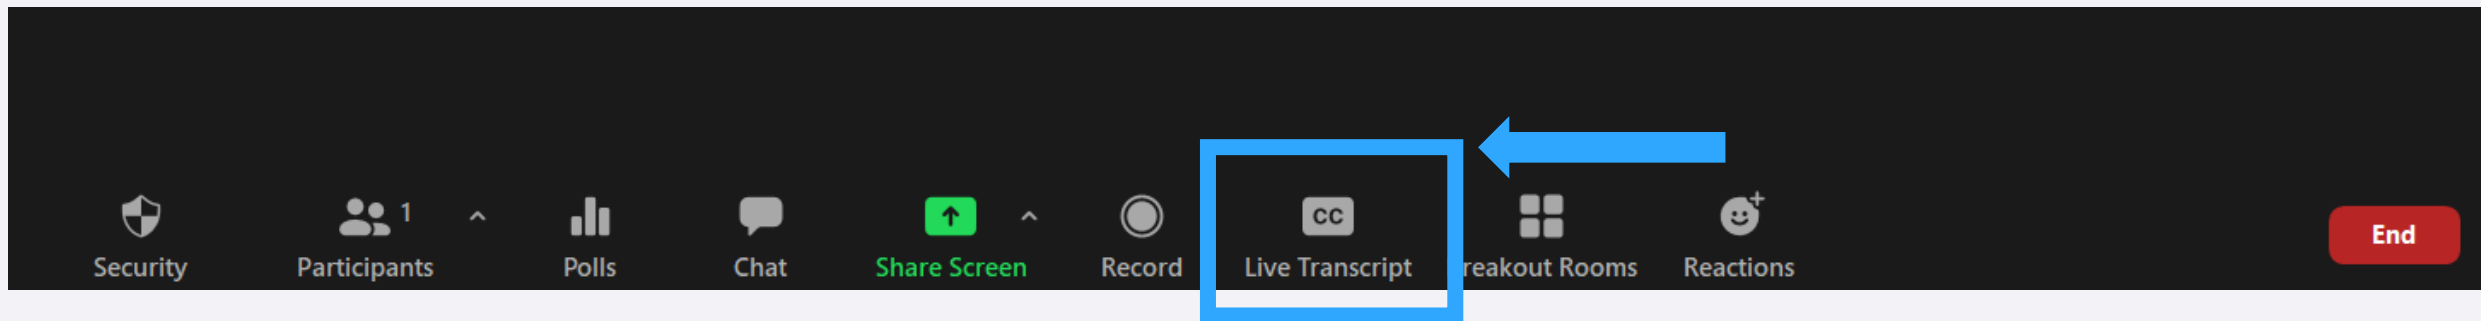 1
Security
Participants
Polls
Chat
Share Screen
Record
CC
Live Transcript
reakout Rooms
Reactions
End